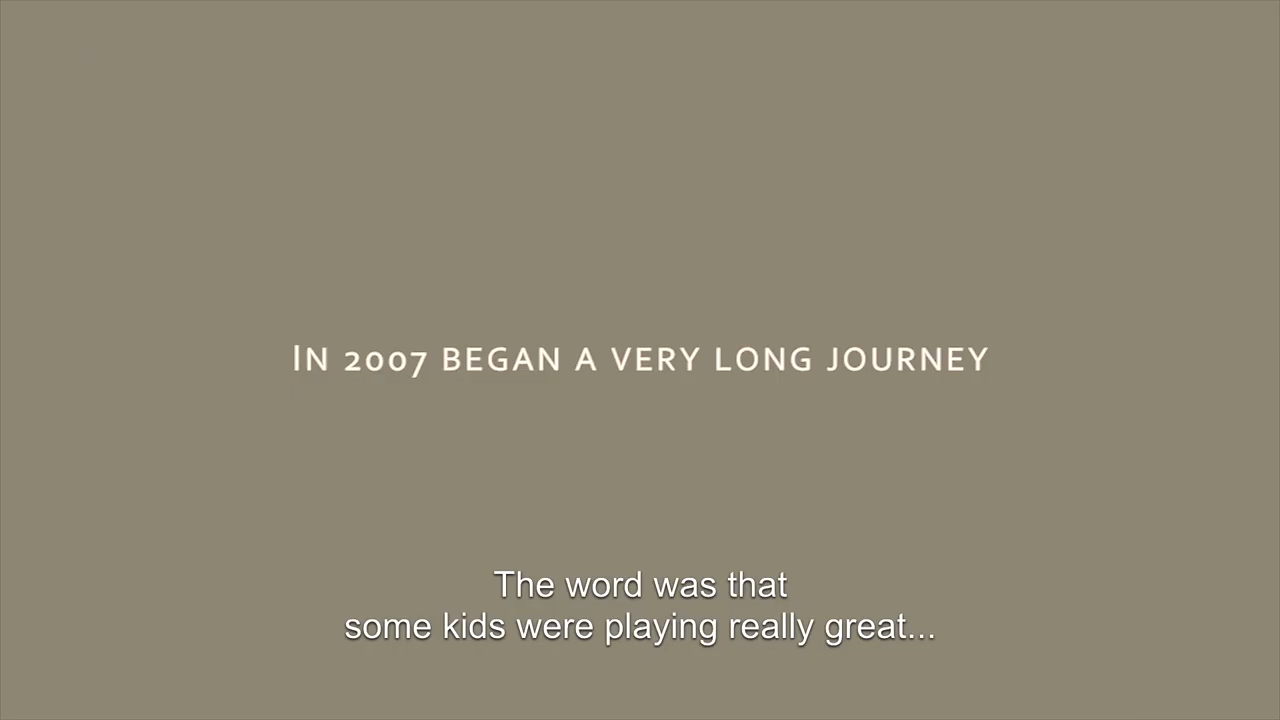 In 2007 began a very long journey
The word was that
some kids were playing really great...